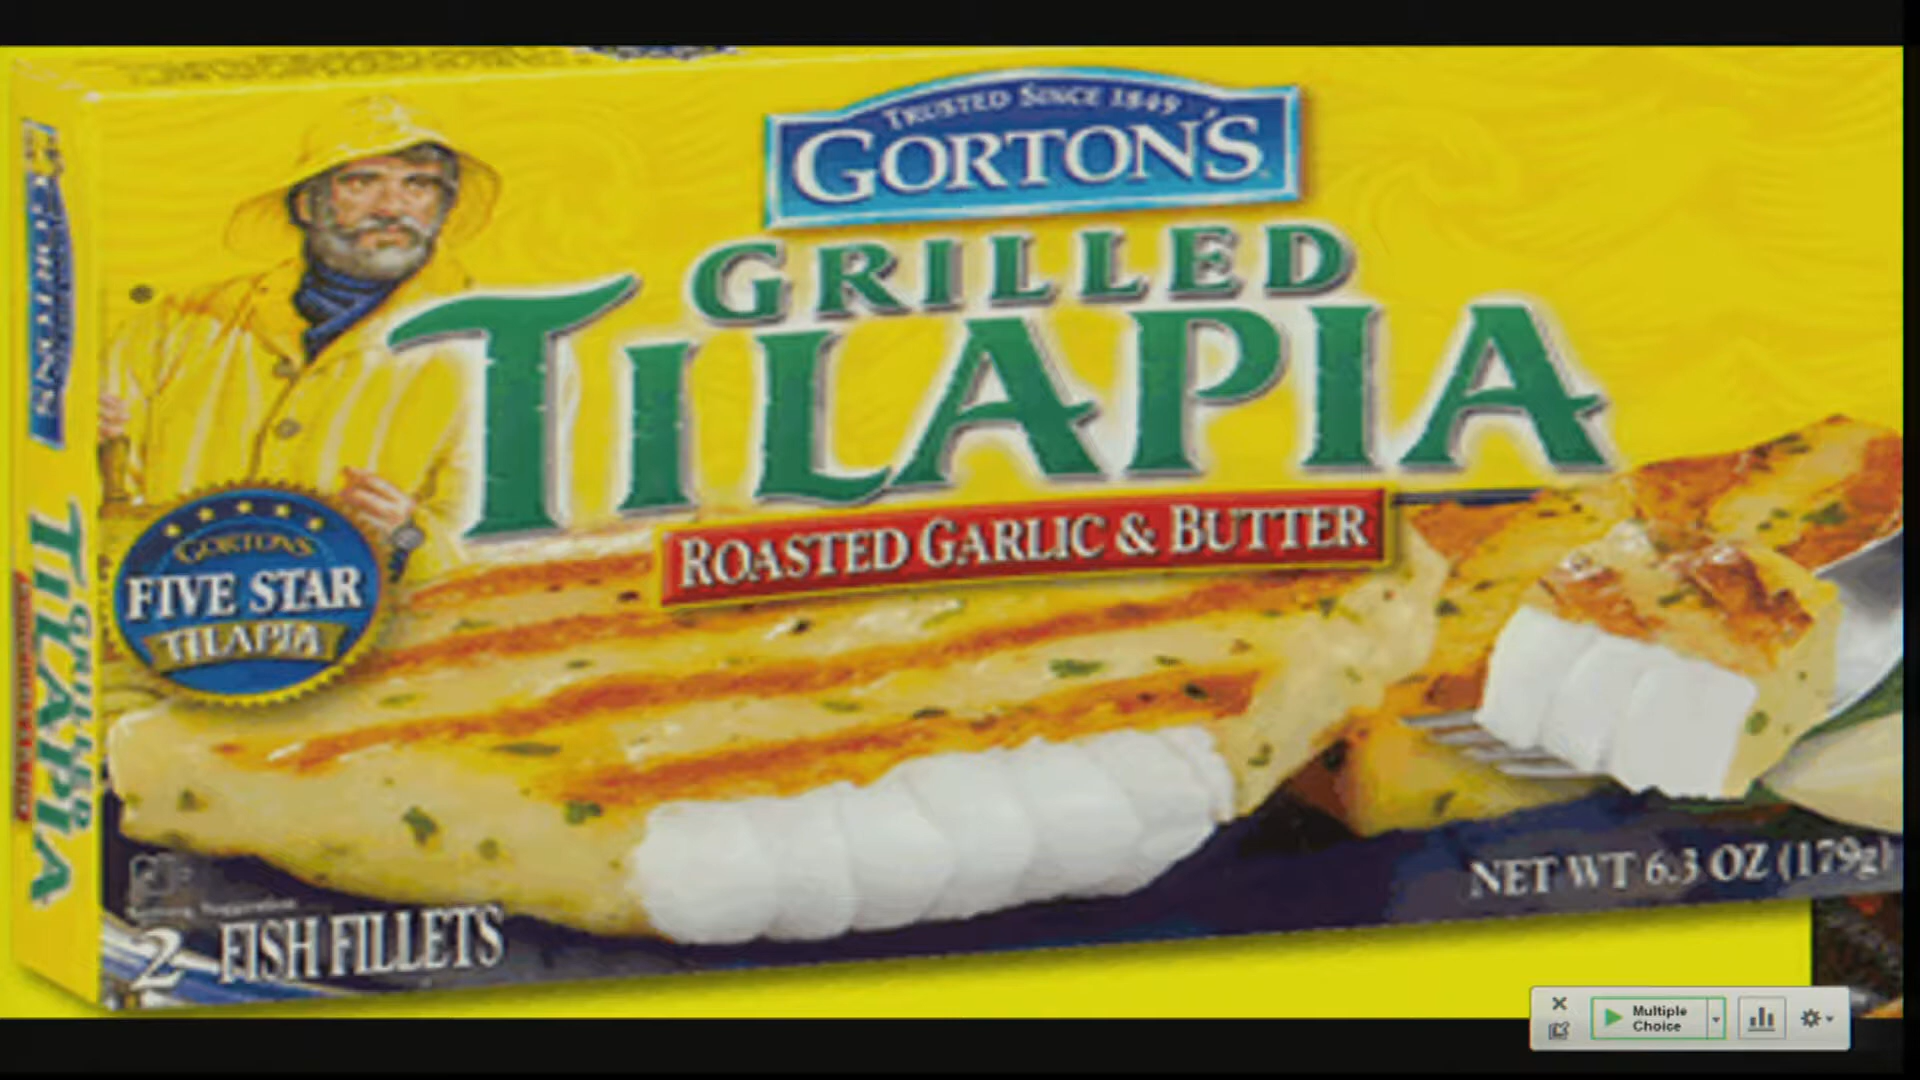 TRUSTED SINCE 1849
GORTON'S
GRILLED
TILAPIA
ROASTED GARLIC & BUTTER
GORTON'S
FIVE STAR
TILAPIA
GORTON'S
GRILLED
TILAPIA
NET WT 6.3 OZ (179g)
2 FISH FILLETS
Multiple
Choice